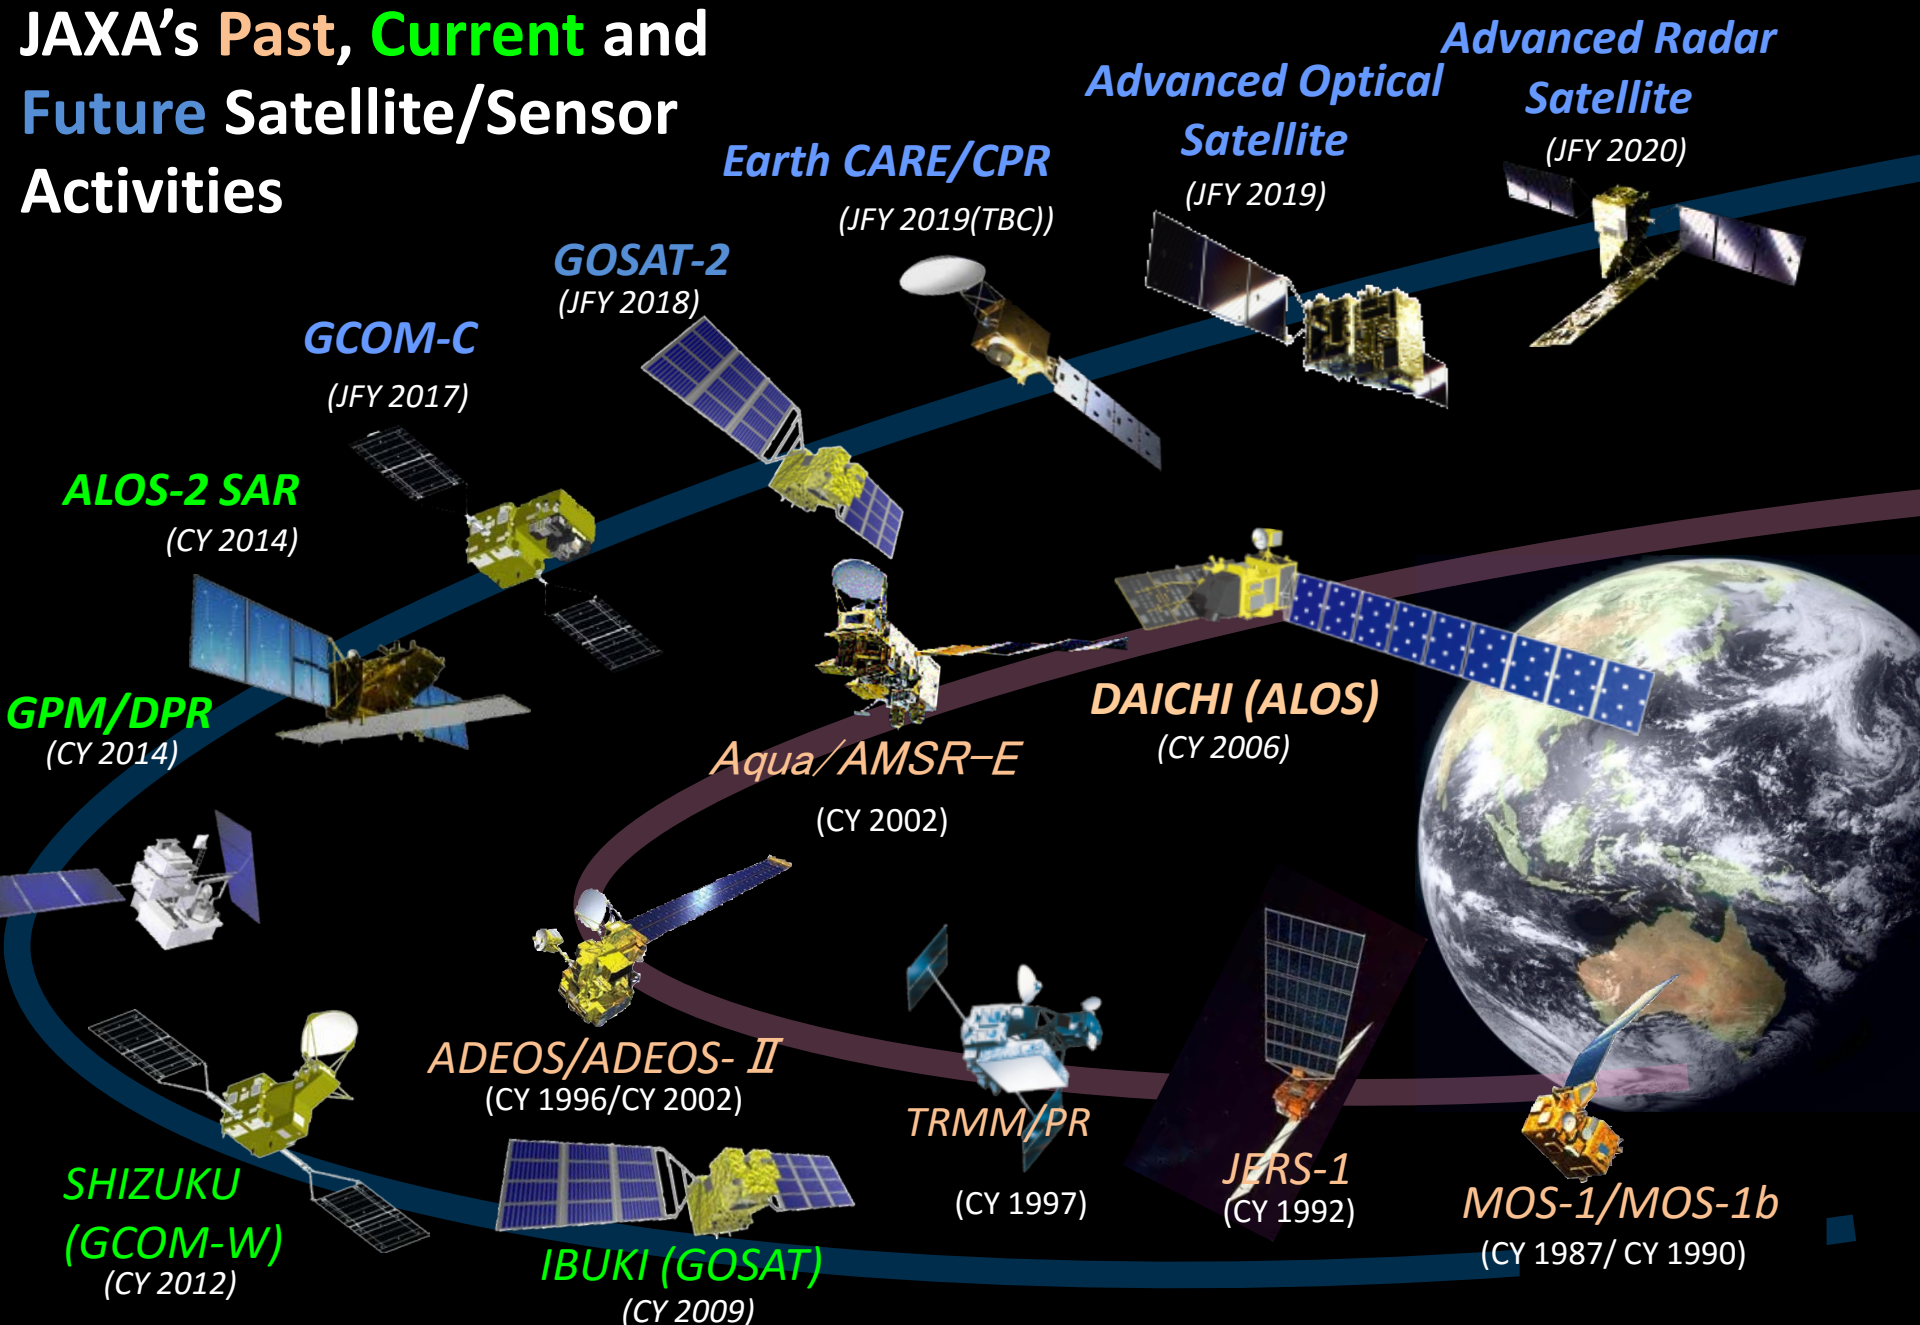 JAXA's Past, Current and
Future Satellite/Sensor
Activities
Advanced Radar
Satellite
(JFY 2020)
Advanced Optical
Satellite
(JFY 2019)
Earth CARE/CPR
(JFY 2019(TBC))
GOSAT-2
(JFY 2018)
GCOM-C
(JFY 2017)
ALOS-2 SAR
(CY 2014)
GPM/DPR
(CY 2014)
DAICHI (ALOS)
(CY 2006)
Aqua/AMSR-E
(CY 2002)
ADEOS/ADEOS- Ⅱ
(CY 1996/CY 2002)
TRMM/PR
(CY 1997)
JERS-1
(CY 1992)
MOS-1/MOS-1b
(CY 1987/ CY 1990)
SHIZUKU
(GCOM-W)
(CY 2012)
IBUKI (GOSAT)
(CY 2009)